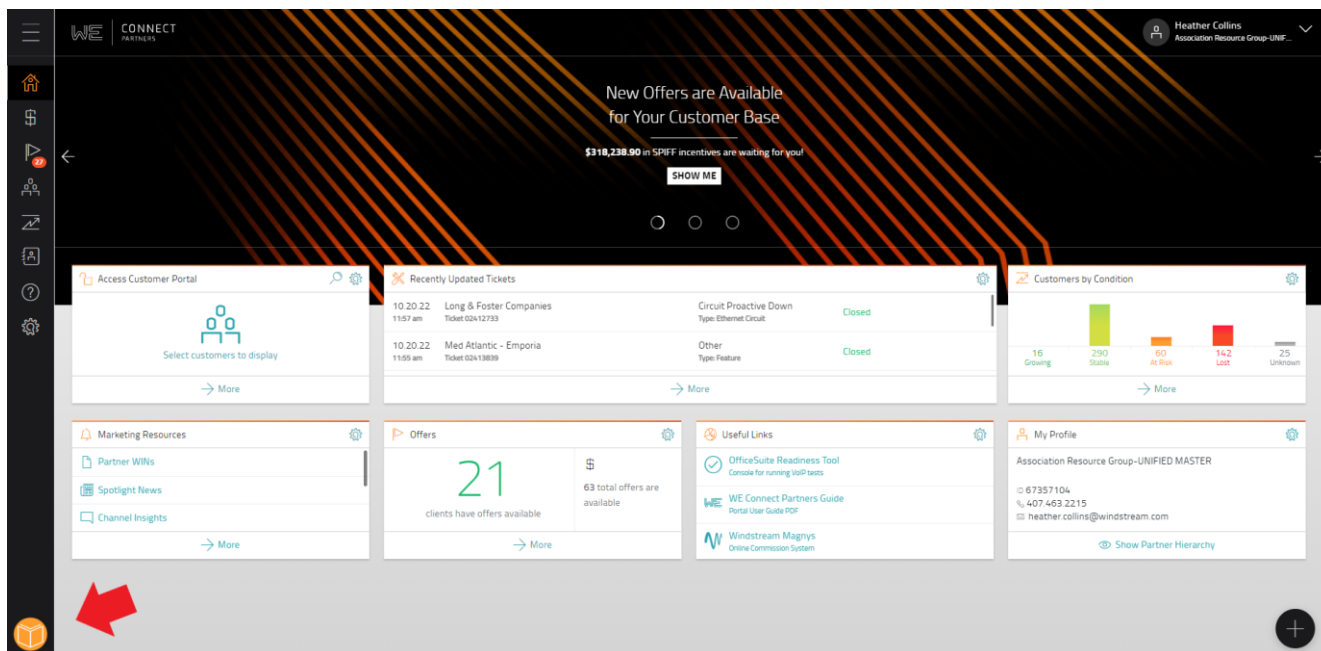 WE CONNECT
PARTNERS
Heather Collins
Association Resource Group-UNIF...
27
New Offers are Available
for Your Customer Base
$318,238.90 in SPIFF incentives are waiting for you!
SHOW ME
Access Customer Portal
Select customers to display
More
Recently Updated Tickets
10.20.22 Long & Foster Companies Circuit Proactive Down Closed
11:57 am Ticket 02412733 Type: Ethernet Circuit
10.20.22 Med Atlantic - Emporia Other Closed
11:55 am Ticket 02413839 Type: Feature
More
Customers by Condition
16 290 60 142 25
Growing Stable At Risk Lost Unknown
More
Marketing Resources
Partner WINs
Spotlight News
Channel Insights
More
Offers
21
clients have offers available
63 total offers are
available
More
Useful Links
OfficeSuite Readiness Tool
Console for running VoIP tests
WE WE Connect Partners Guide
Portal User Guide PDF
Windstream Magnys
Online Commission System
My Profile
Association Resource Group-UNIFIED MASTER
67357104
407.463.2215
heather.collins@windstream.com
Show Partner Hierarchy